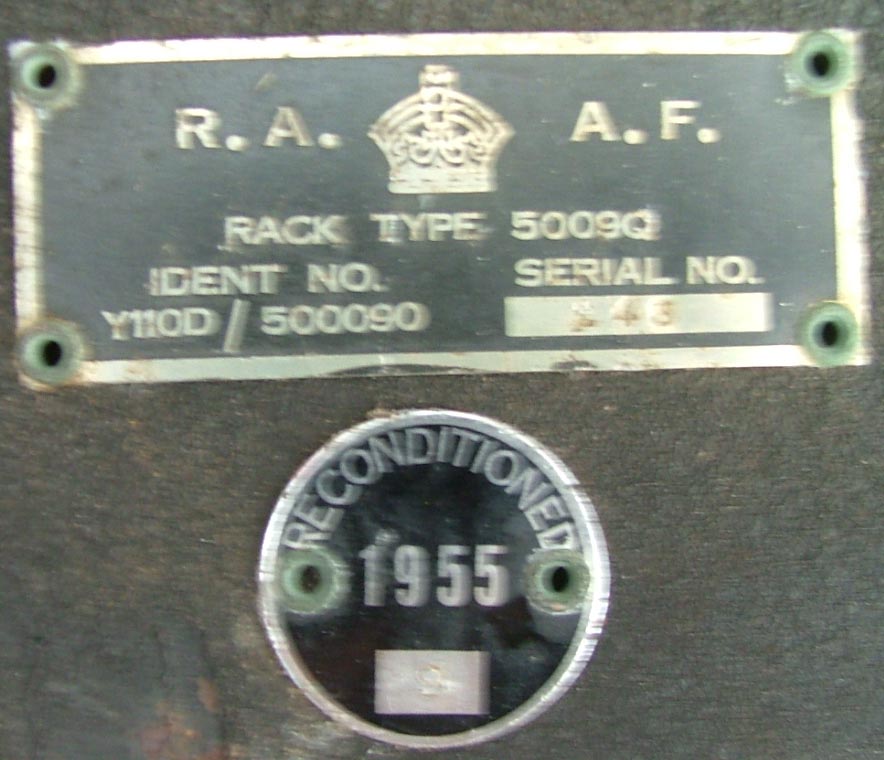 R.A. A.F.
RACK TYPE 5009Q
IDENT NO. SERIAL NO.
Y110D/500090
RECONDITIONED
1955